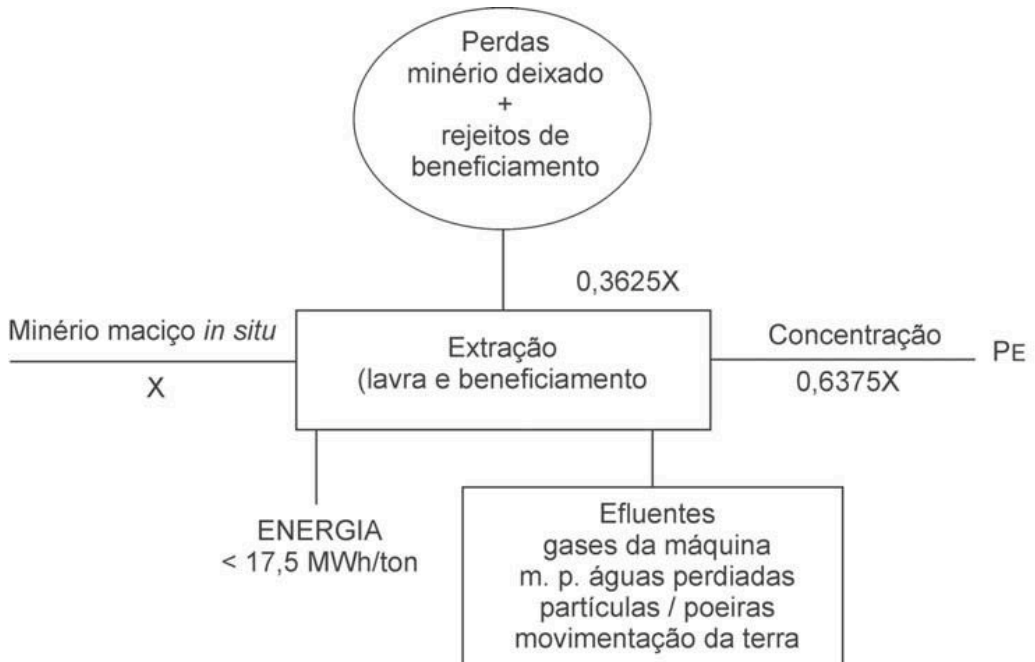 Perdas
minério deixado
+
rejeitos de
beneficiamento
0,3625X
Minério maciço in situ
X
Extração
(lavra e beneficiamento
Concentração
0,6375X
PE
ENERGIA
< 17,5 MWh/ton
Efluentes
gases da máquina
m. p. águas perdiadas
partículas / poeiras
movimentação da terra